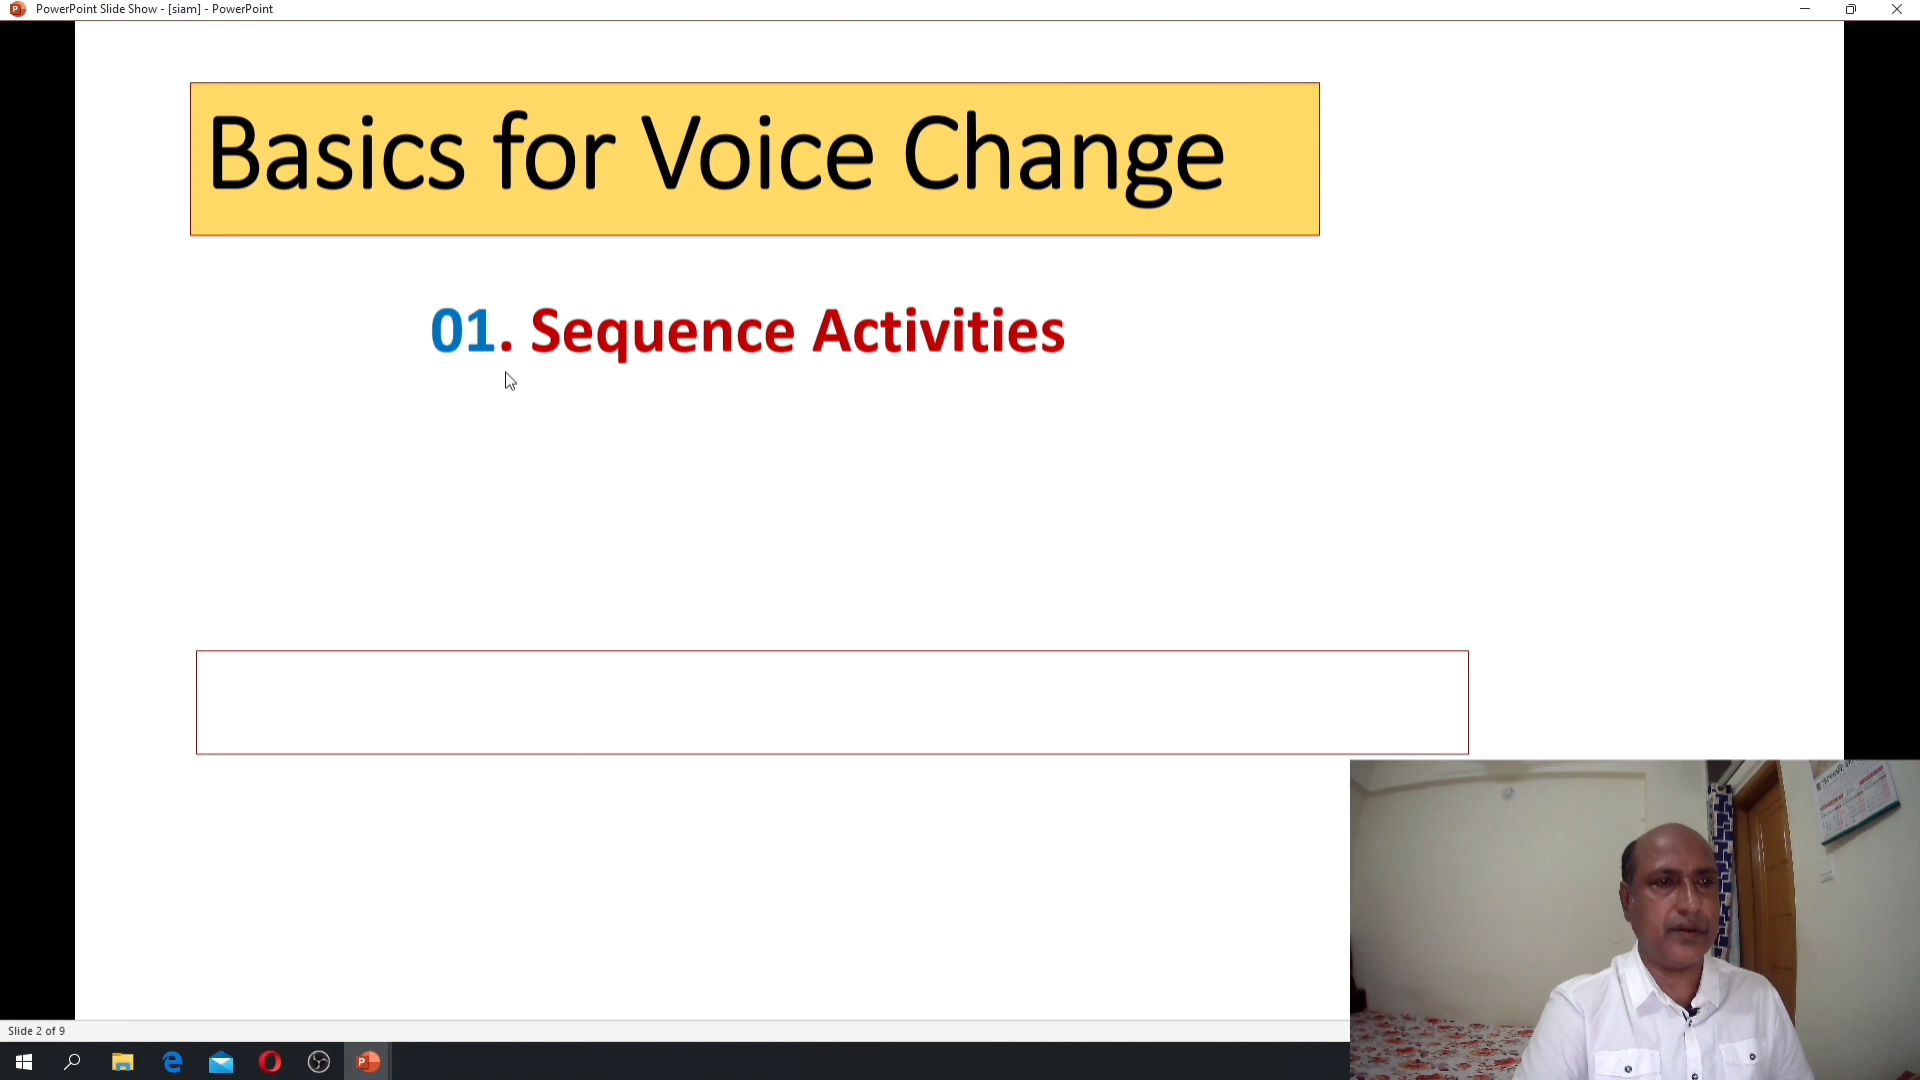 PowerPoint Slide Show - [siam] - PowerPoint
Basics for Voice Change
01. Sequence Activities
Slide 2 of 9